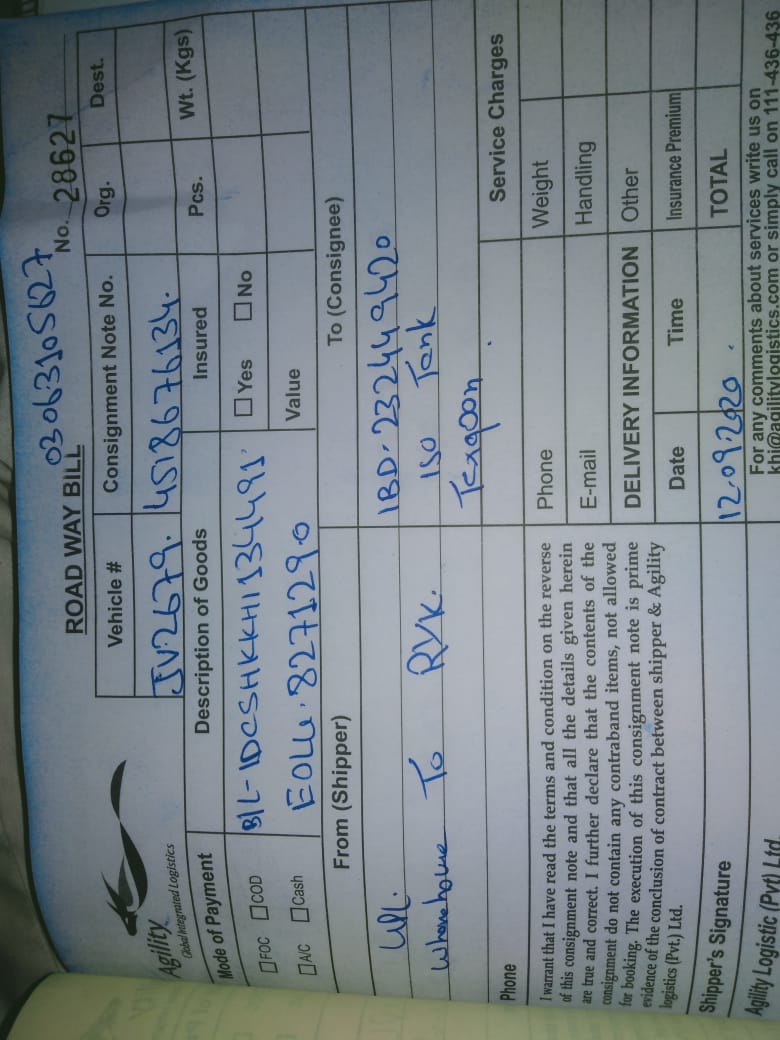 03063105627
ROAD WAY BILL
No. 28627
Agility
Global Integrated Logistics
Vehicle #
Consignment Note No.
Org.
Dest.
JV2679.
4518676134.
Mode of Payment
Description of Goods
Insured
Pcs.
Wt. (Kgs)
FOC
COD
B/L-IDCSHKKHI134491
Yes
No
A/C
Cash
EOLU.8271290
Value
From (Shipper)
To (Consignee)
IBD-232449420
To RYK.
ISO Tank
Phone
Service Charges
I warrant that I have read the terms and condition on the reverse
of this consignment note and that all the details given herein
are true and correct. I further declare that the contents of the
consignment do not contain any contraband items, not allowed
for booking. The execution of this consignment note is prime
evidence of the conclusion of contract between shipper & Agility
logistics (Pvt.) Ltd.
Phone
Weight
E-mail
Handling
DELIVERY INFORMATION
Other
Date
Time
Insurance Premium
Shipper's Signature
12.09.2020
TOTAL
Agility Logistic (Pvt) Ltd.
For any comments about services write us on
khi@agilitylogistics.com or simply call on 111-436-436